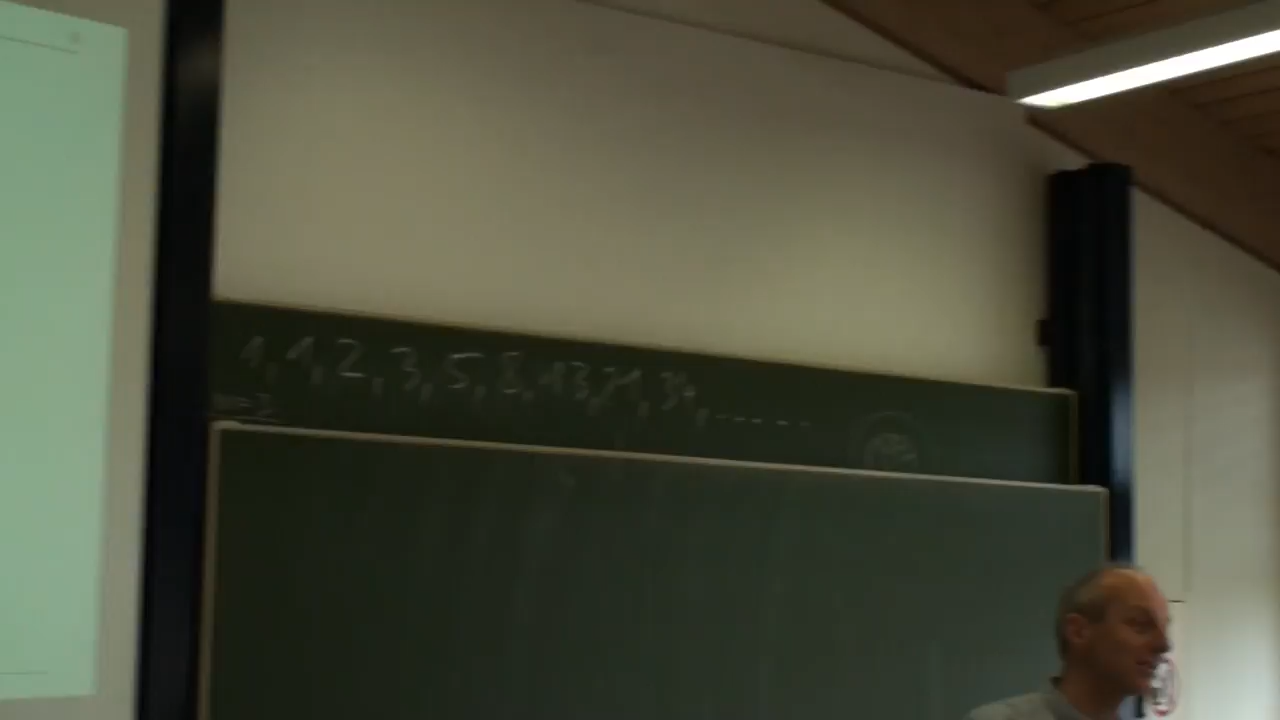 1, 1, 2, 3, 5, 8, 13, 21, 34, ......